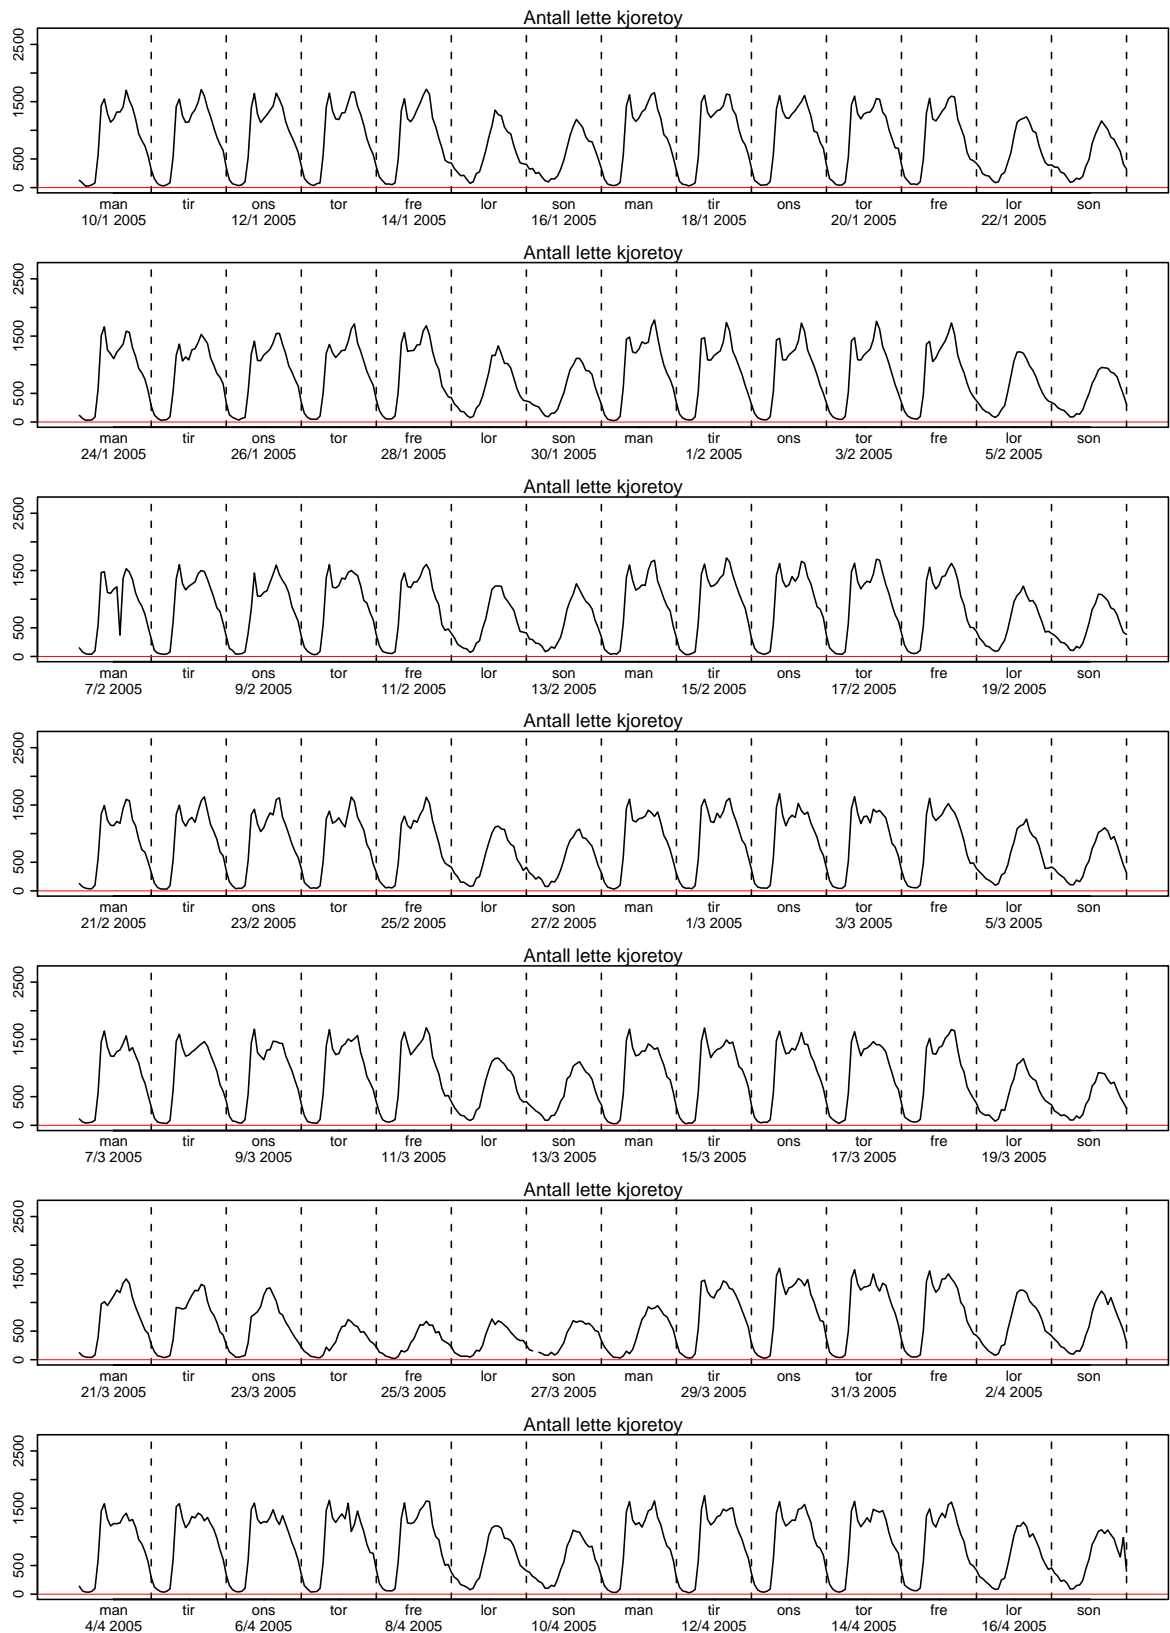 Antall lette kjoretoy
2500
1500
500
0
man tir ons tor fre lor son man tir ons tor fre lor son
10/1 2005 12/1 2005 14/1 2005 16/1 2005 18/1 2005 20/1 2005 22/1 2005
Antall lette kjoretoy
2500
1500
500
0
man tir ons tor fre lor son man tir ons tor fre lor son
24/1 2005 26/1 2005 28/1 2005 30/1 2005 1/2 2005 3/2 2005 5/2 2005
Antall lette kjoretoy
2500
1500
500
0
man tir ons tor fre lor son man tir ons tor fre lor son
7/2 2005 9/2 2005 11/2 2005 13/2 2005 15/2 2005 17/2 2005 19/2 2005
Antall lette kjoretoy
2500
1500
500
0
man tir ons tor fre lor son man tir ons tor fre lor son
21/2 2005 23/2 2005 25/2 2005 27/2 2005 1/3 2005 3/3 2005 5/3 2005
Antall lette kjoretoy
2500
1500
500
0
man tir ons tor fre lor son man tir ons tor fre lor son
7/3 2005 9/3 2005 11/3 2005 13/3 2005 15/3 2005 17/3 2005 19/3 2005
Antall lette kjoretoy
2500
1500
500
0
man tir ons tor fre lor son man tir ons tor fre lor son
21/3 2005 23/3 2005 25/3 2005 27/3 2005 29/3 2005 31/3 2005 2/4 2005
Antall lette kjoretoy
2500
1500
500
0
man tir ons tor fre lor son man tir ons tor fre lor son
4/4 2005 6/4 2005 8/4 2005 10/4 2005 12/4 2005 14/4 2005 16/4 2005